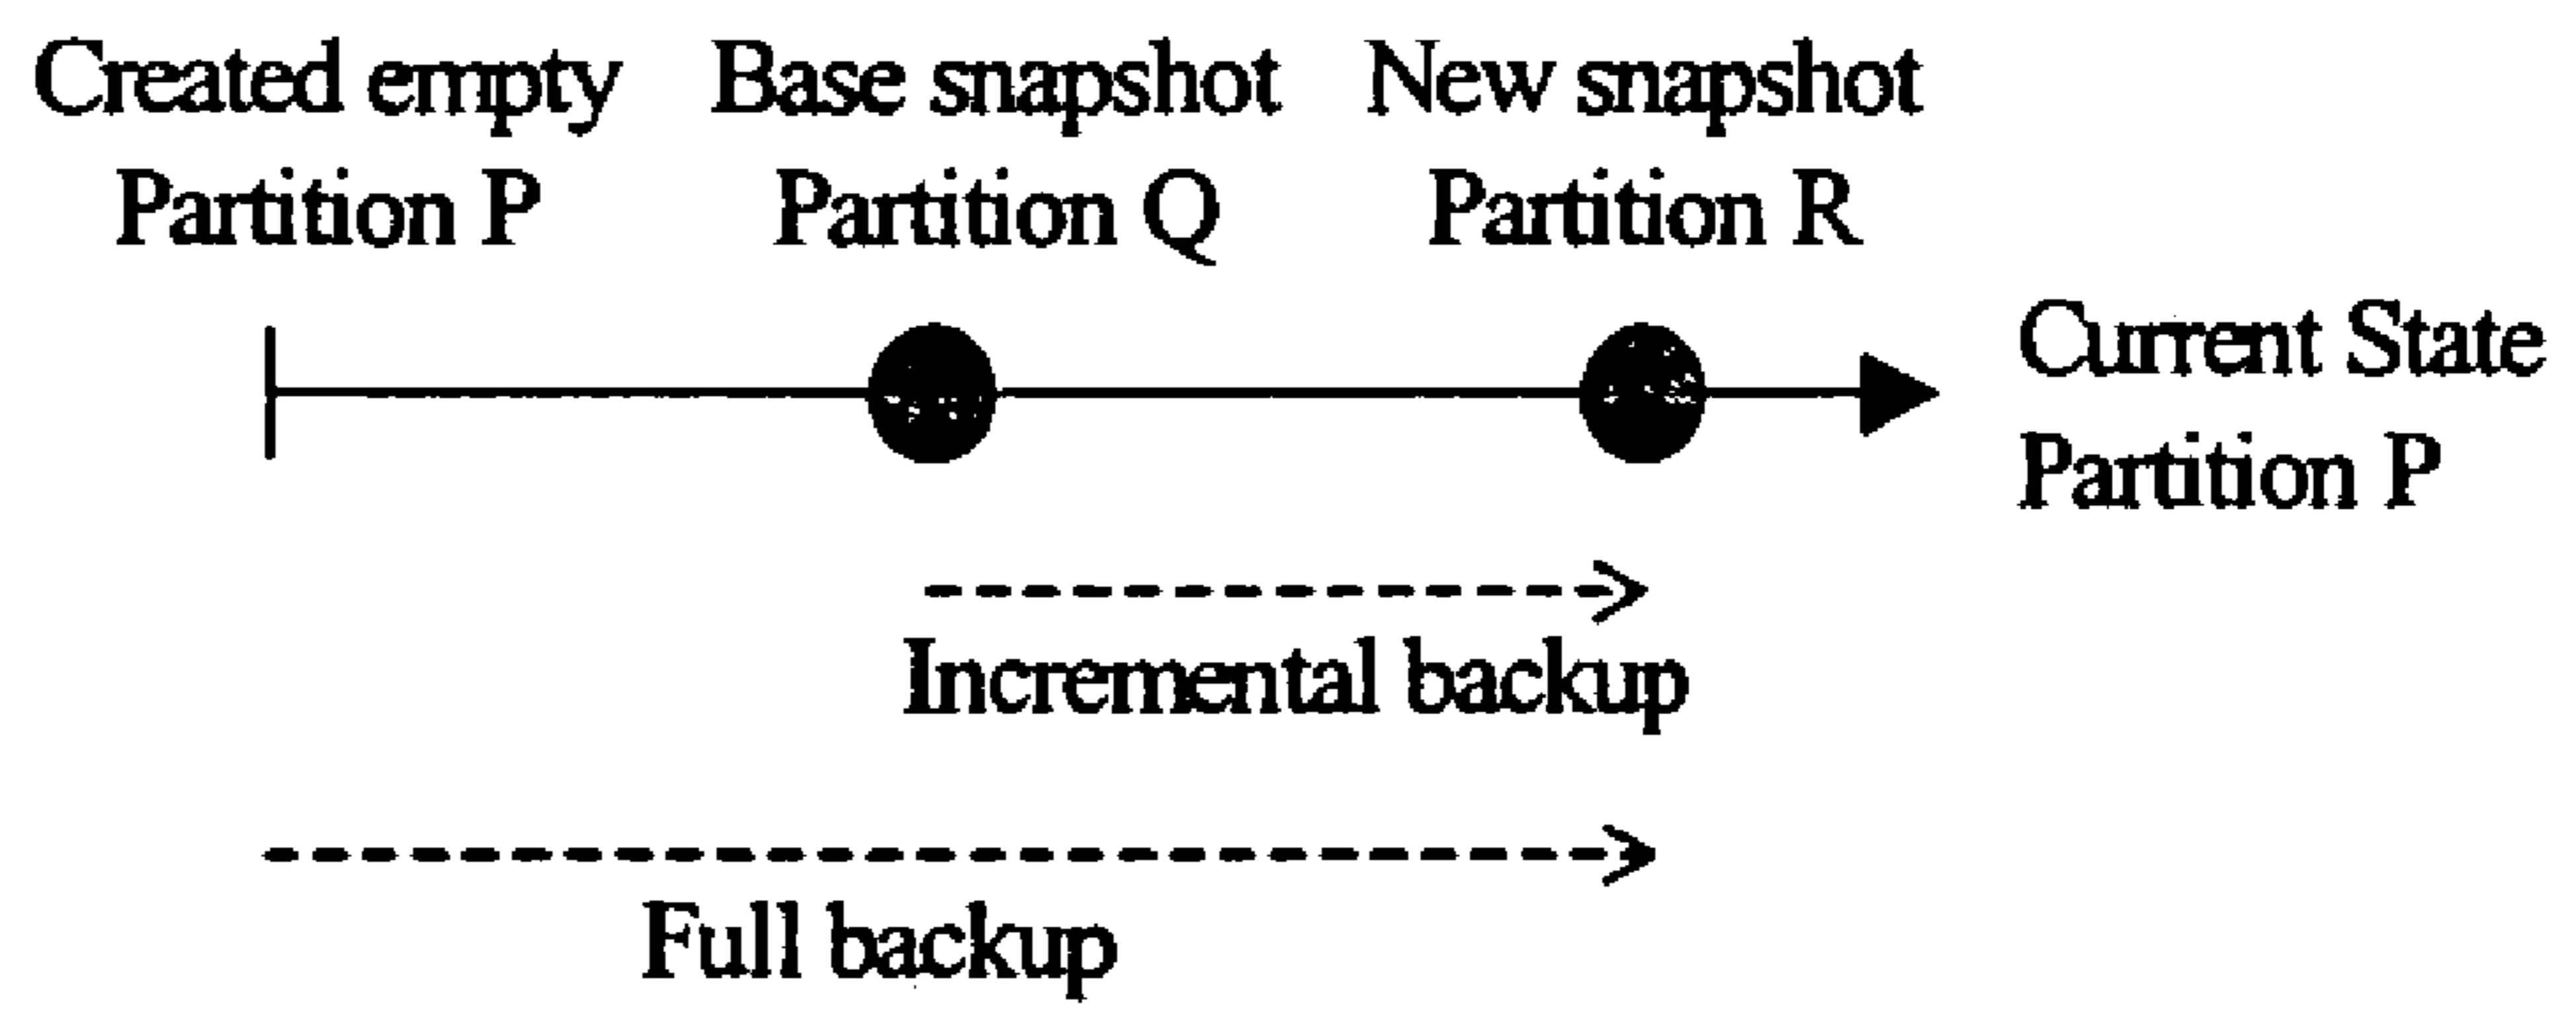 Created empty
Partition P
Base snapshot
Partition Q
New snapshot
Partition R
Current State
Partition P
Incremental backup
Full backup